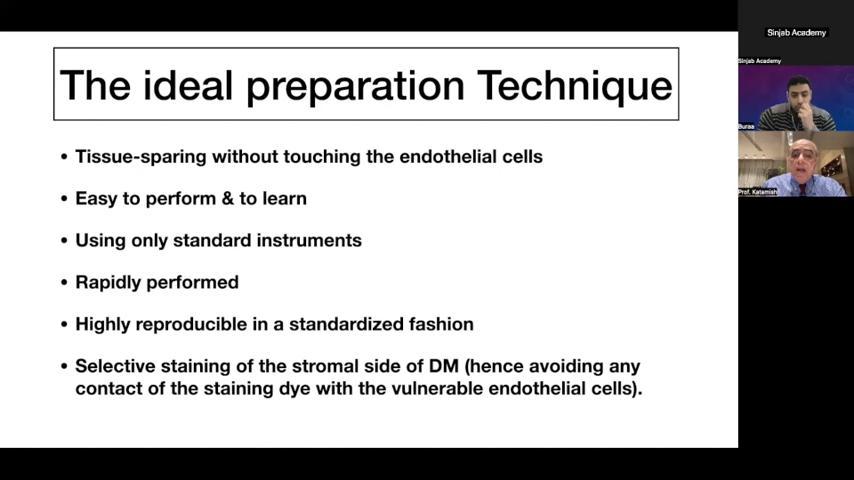 The ideal preparation Technique
• Tissue-sparing without touching the endothelial cells
• Easy to perform & to learn
• Using only standard instruments
• Rapidly performed
• Highly reproducible in a standardized fashion
• Selective staining of the stromal side of DM (hence avoiding any
contact of the staining dye with the vulnerable endothelial cells).
Sinjab Academy
Sinjab Academy
Buraa
Prof. Katamish